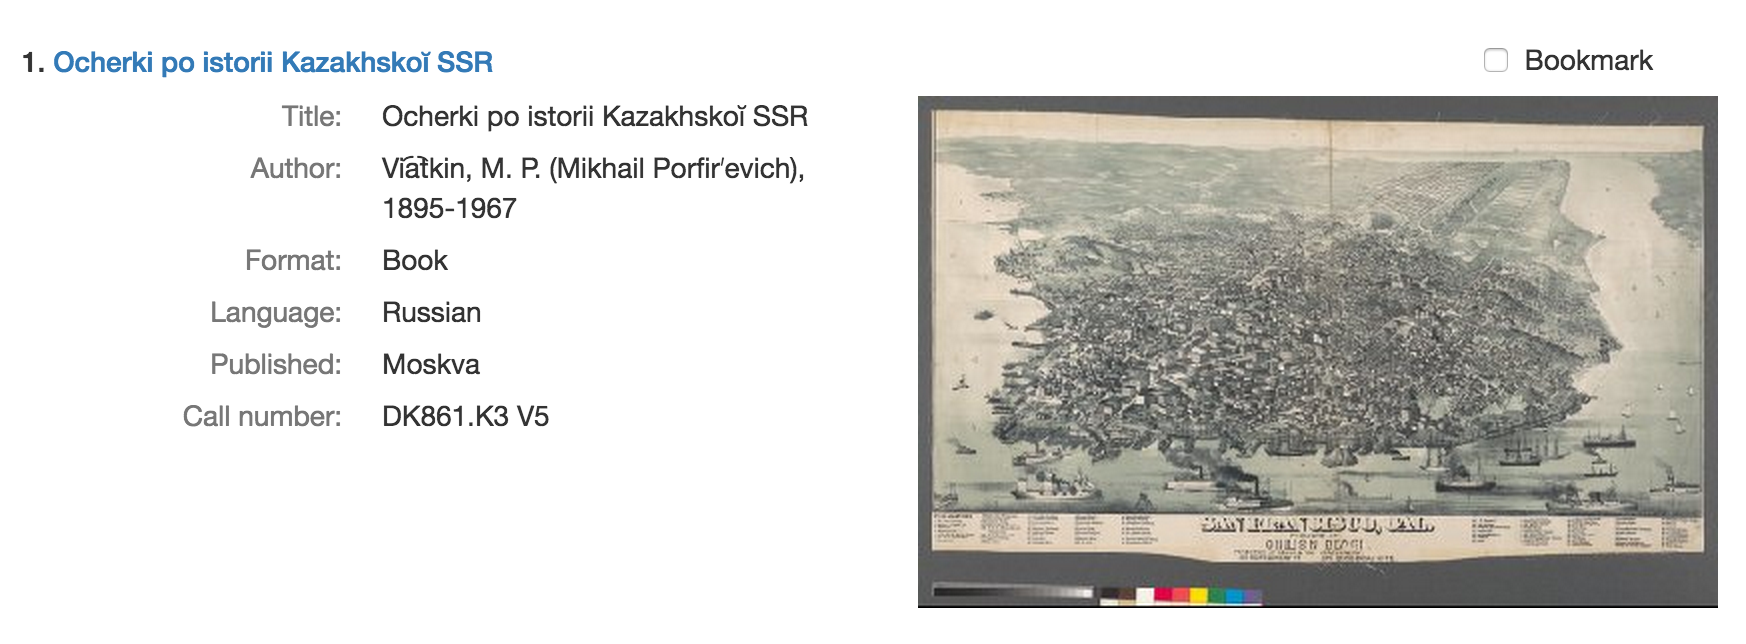 1. Ocherki po istorii Kazakhskoĭ SSR
Bookmark
Title: Ocherki po istorii Kazakhskoĭ SSR
Author: Vi͡atkin, M. P. (Mikhail Porfirʹevich),
1895-1967
Format: Book
Language: Russian
Published: Moskva
Call number: DK861.K3 V5
SAN FRANCISCO, CAL.